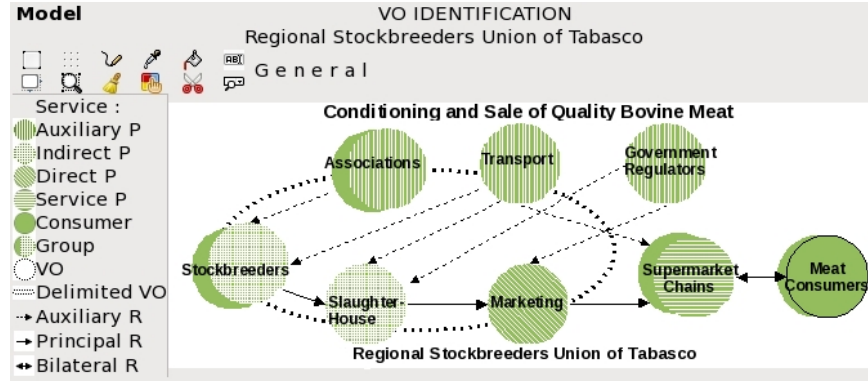 Model
VO IDENTIFICATION
Regional Stockbreeders Union of Tabasco
AB
General
Service :
Auxiliary P
Indirect P
Direct P
Service P
Consumer
Group
VO
Delimited VO
Auxiliary R
Principal R
Bilateral R
Conditioning and Sale of Quality Bovine Meat
Associations
Transport
Government
Regulators
Stockbreeders
Slaughter-
House
Marketing
Supermarket
Chains
Meat
Consumers
Regional Stockbreeders Union of Tabasco